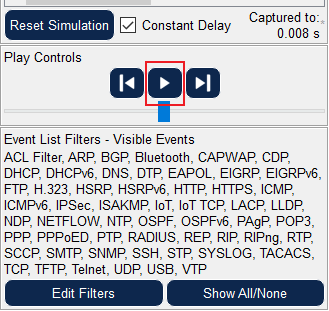 Reset Simulation
Constant Delay
Captured to:
0.008 s
Play Controls
Event List Filters - Visible Events
ACL Filter, ARP, BGP, Bluetooth, CAPWAP, CDP,
DHCP, DHCPv6, DNS, DTP, EAPOL, EIGRP, EIGRPv6,
FTP, H.323, HSRP, HSRPv6, HTTP, HTTPS, ICMP,
ICMPv6, IPSec, ISAKMP, IoT, IoT TCP, LACP, LLDP,
NDP, NETFLOW, NTP, OSPF, OSPFv6, PAgP, POP3,
PPP, PPPoED, PTP, RADIUS, REP, RIP, RIPng, RTP,
SCCP, SMTP, SNMP, SSH, STP, SYSLOG, TACACS,
TCP, TFTP, Telnet, UDP, USB, VTP
Edit Filters
Show All/None